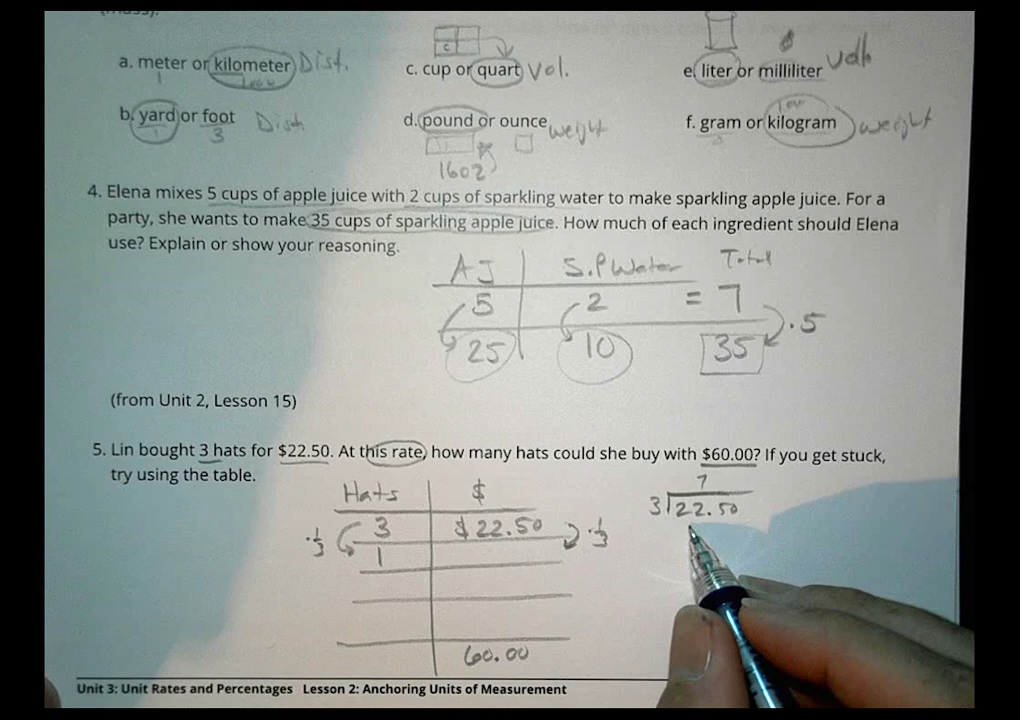 a. meter or kilometer Dist.
1
1000
c. cup or quart Vol.
C
e. liter or milliliter
b. yard or foot Dist.
1 3
d. pound or ounce weight
16oz
f. gram or kilogram weight
4. Elena mixes 5 cups of apple juice with 2 cups of sparkling water to make sparkling apple juice. For a
party, she wants to make 35 cups of sparkling apple juice. How much of each ingredient should Elena
use? Explain or show your reasoning.
AJ S.P Water Total
5 2 = 7
· 5
25 10 35
(from Unit 2, Lesson 15)
5. Lin bought 3 hats for $22.50. At this rate, how many hats could she buy with $60.00? If you get stuck,
try using the table.
Hats $
7
3 22.50
3 $22.50
· 1/3 · 1/3
1
60.00
Unit 3: Unit Rates and Percentages Lesson 2: Anchoring Units of Measurement